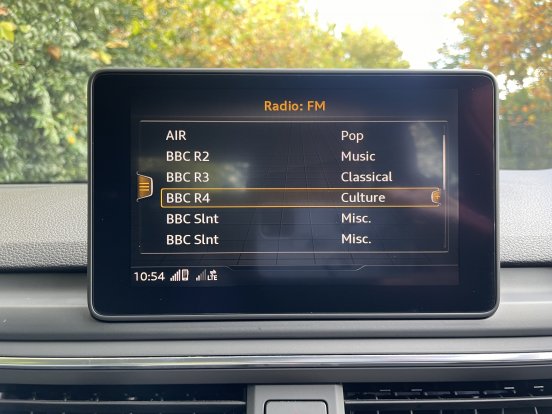 Radio: FM
AIR Pop
BBC R2 Music
BBC R3 Classical
BBC R4 Culture
BBC Slnt Misc.
BBC Slnt Misc.
10:54 LTE